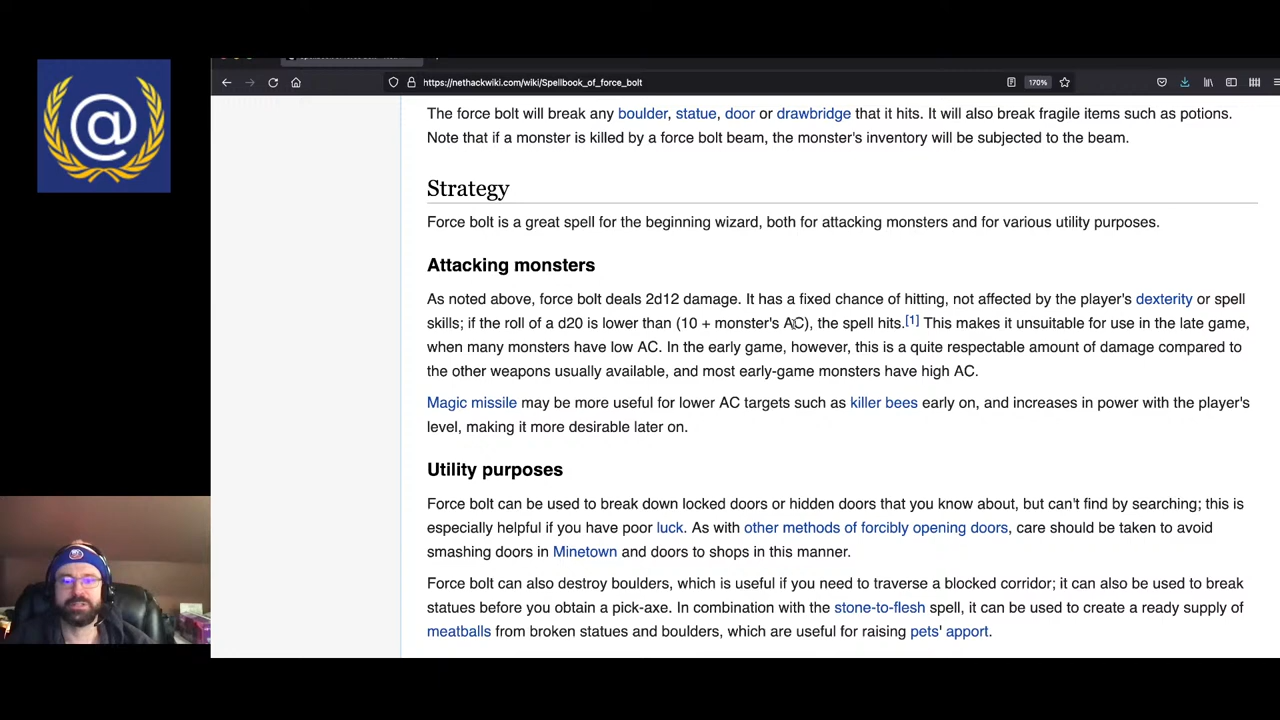 https://nethackwiki.com/wiki/Spellbook_of_force_bolt
170%
The force bolt will break any boulder, statue, door or drawbridge that it hits. It will also break fragile items such as potions.
Note that if a monster is killed by a force bolt beam, the monster's inventory will be subjected to the beam.
Strategy
Force bolt is a great spell for the beginning wizard, both for attacking monsters and for various utility purposes.
Attacking monsters
As noted above, force bolt deals 2d12 damage. It has a fixed chance of hitting, not affected by the player's dexterity or spell
skills; if the roll of a d20 is lower than (10 + monster's AC), the spell hits.[1] This makes it unsuitable for use in the late game,
when many monsters have low AC. In the early game, however, this is a quite respectable amount of damage compared to
the other weapons usually available, and most early-game monsters have high AC.
Magic missile may be more useful for lower AC targets such as killer bees early on, and increases in power with the player's
level, making it more desirable later on.
Utility purposes
Force bolt can be used to break down locked doors or hidden doors that you know about, but can't find by searching; this is
especially helpful if you have poor luck. As with other methods of forcibly opening doors, care should be taken to avoid
smashing doors in Minetown and doors to shops in this manner.
Force bolt can also destroy boulders, which is useful if you need to traverse a blocked corridor; it can also be used to break
statues before you obtain a pick-axe. In combination with the stone-to-flesh spell, it can be used to create a ready supply of
meatballs from broken statues and boulders, which are useful for raising pets' apport.
@